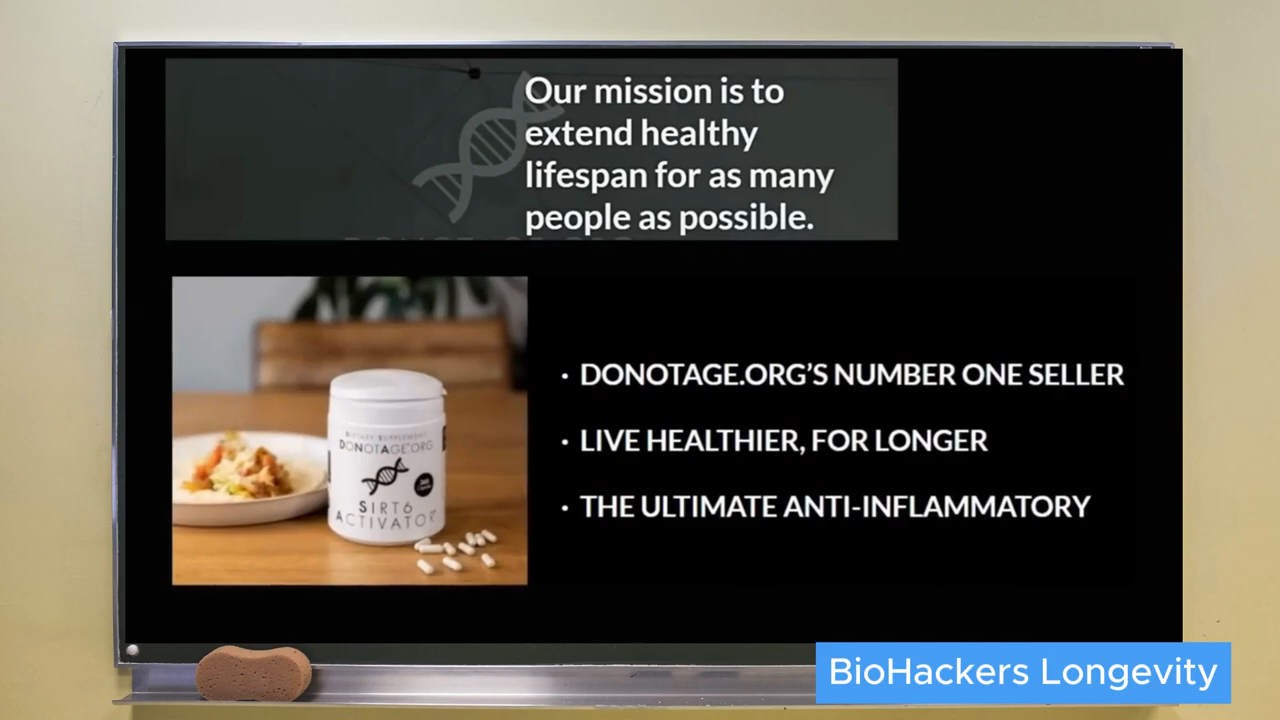 Our mission is to
extend healthy
lifespan for as many
people as possible.
DIETARY SUPPLEMENT
DONOTAGE.ORG
SIRT6
ACTIVATOR
· DONOTAGE.ORG'S NUMBER ONE SELLER
· LIVE HEALTHIER, FOR LONGER
· THE ULTIMATE ANTI-INFLAMMATORY
BioHackers Longevity